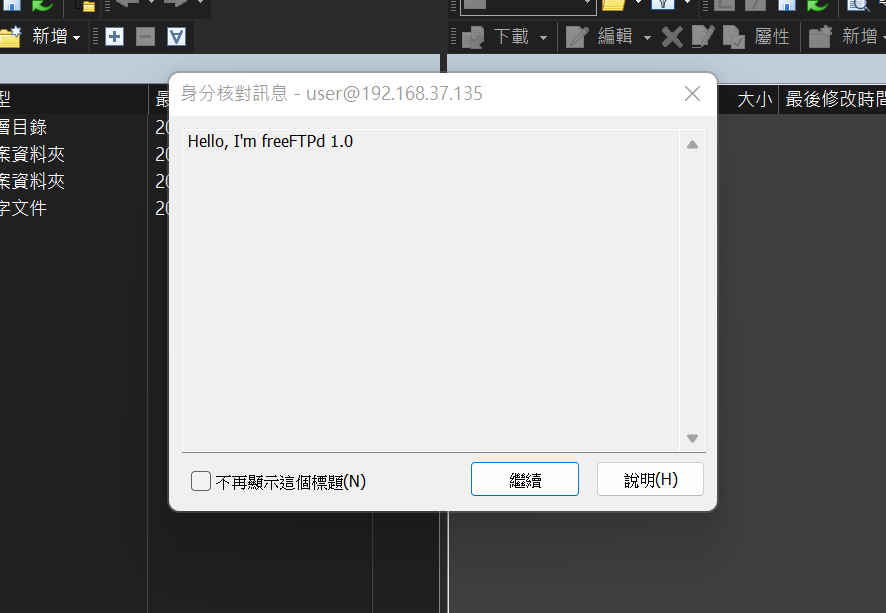 新增
下載
編輯
屬性
新增
型
最
大小
最後修改時間
層目錄
20
案資料夾
20
案資料夾
20
字文件
20
身分核對訊息 - user@192.168.37.135
Hello, I'm freeFTPd 1.0
不再顯示這個標題(N)
繼續
說明(H)